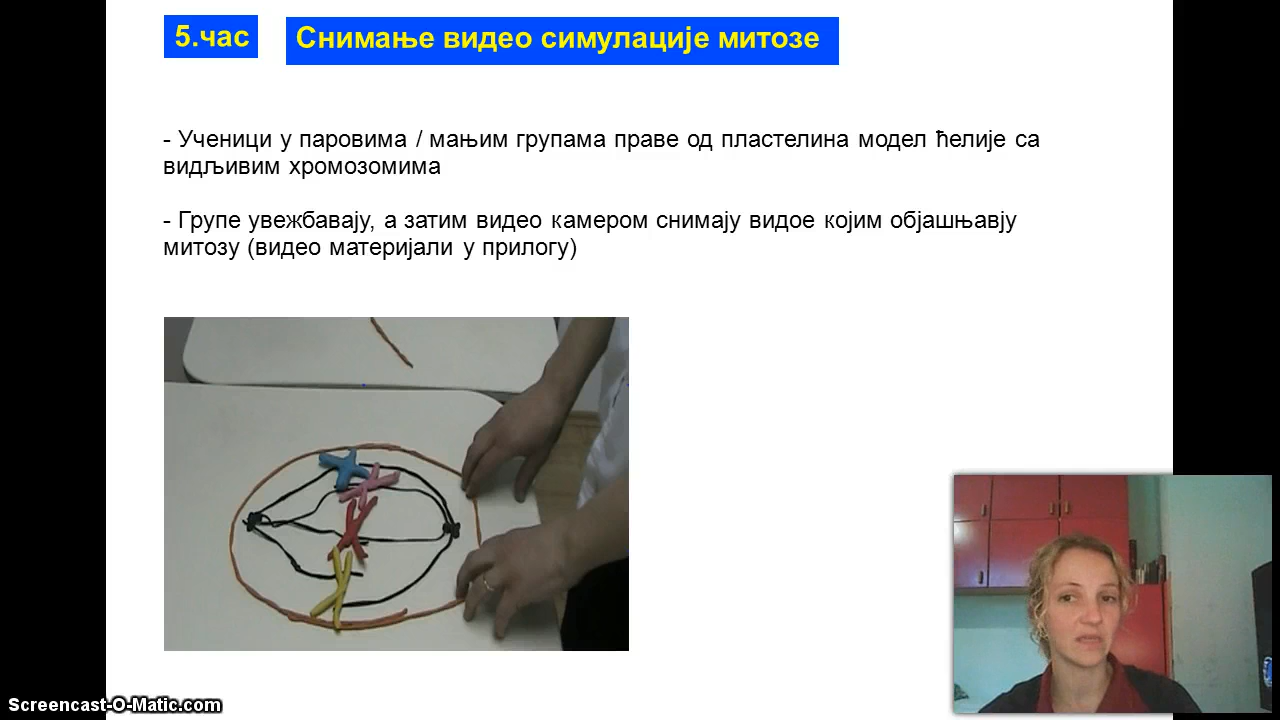 5.час
Снимање видео симулације митозе
- Ученици у паровима / мањим групама праве од пластелина модел ћелије са
видљивим хромозомима
- Групе увежбавају, а затим видео камером снимају видое којим објашњавју
митозу (видео материјали у прилогу)
Screencast-O-Matic.com